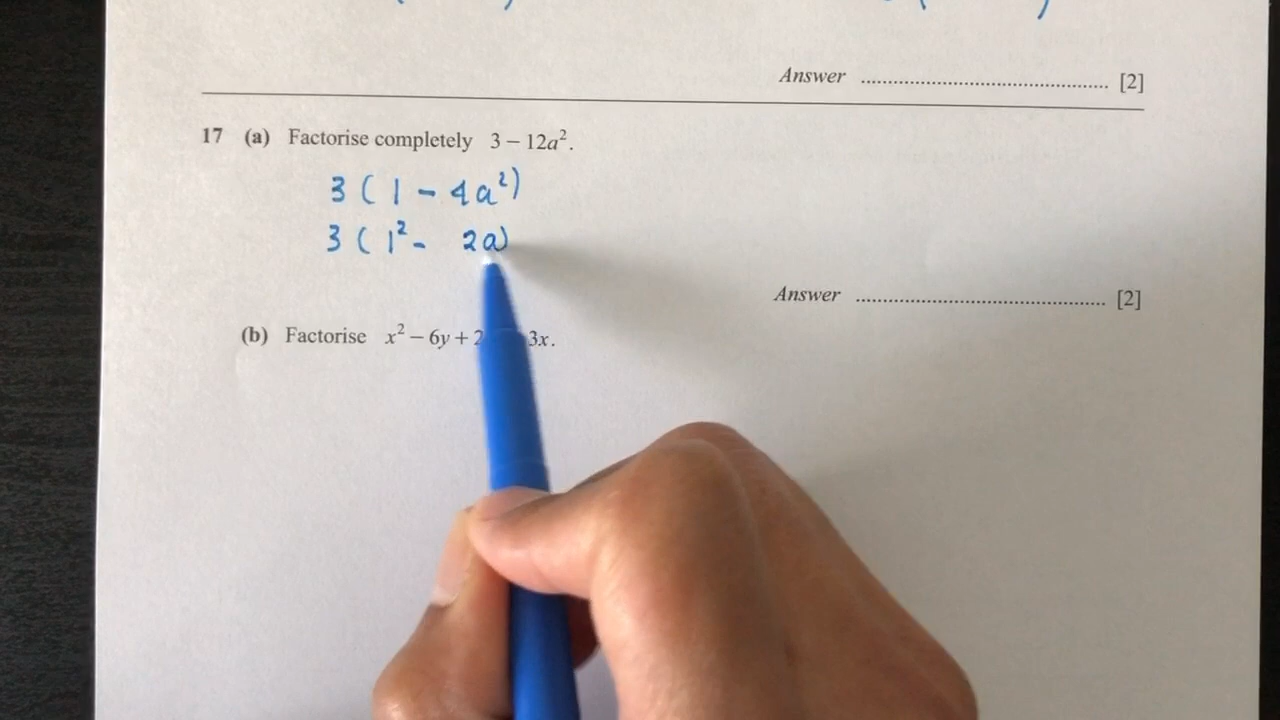 Answer ........................................ [2]
17 (a) Factorise completely 3 – 12a².
3 ( 1 - 4a²)
3 ( 1² - 2a)
Answer ........................................ [2]
(b) Factorise x² – 6y + 2 3x.